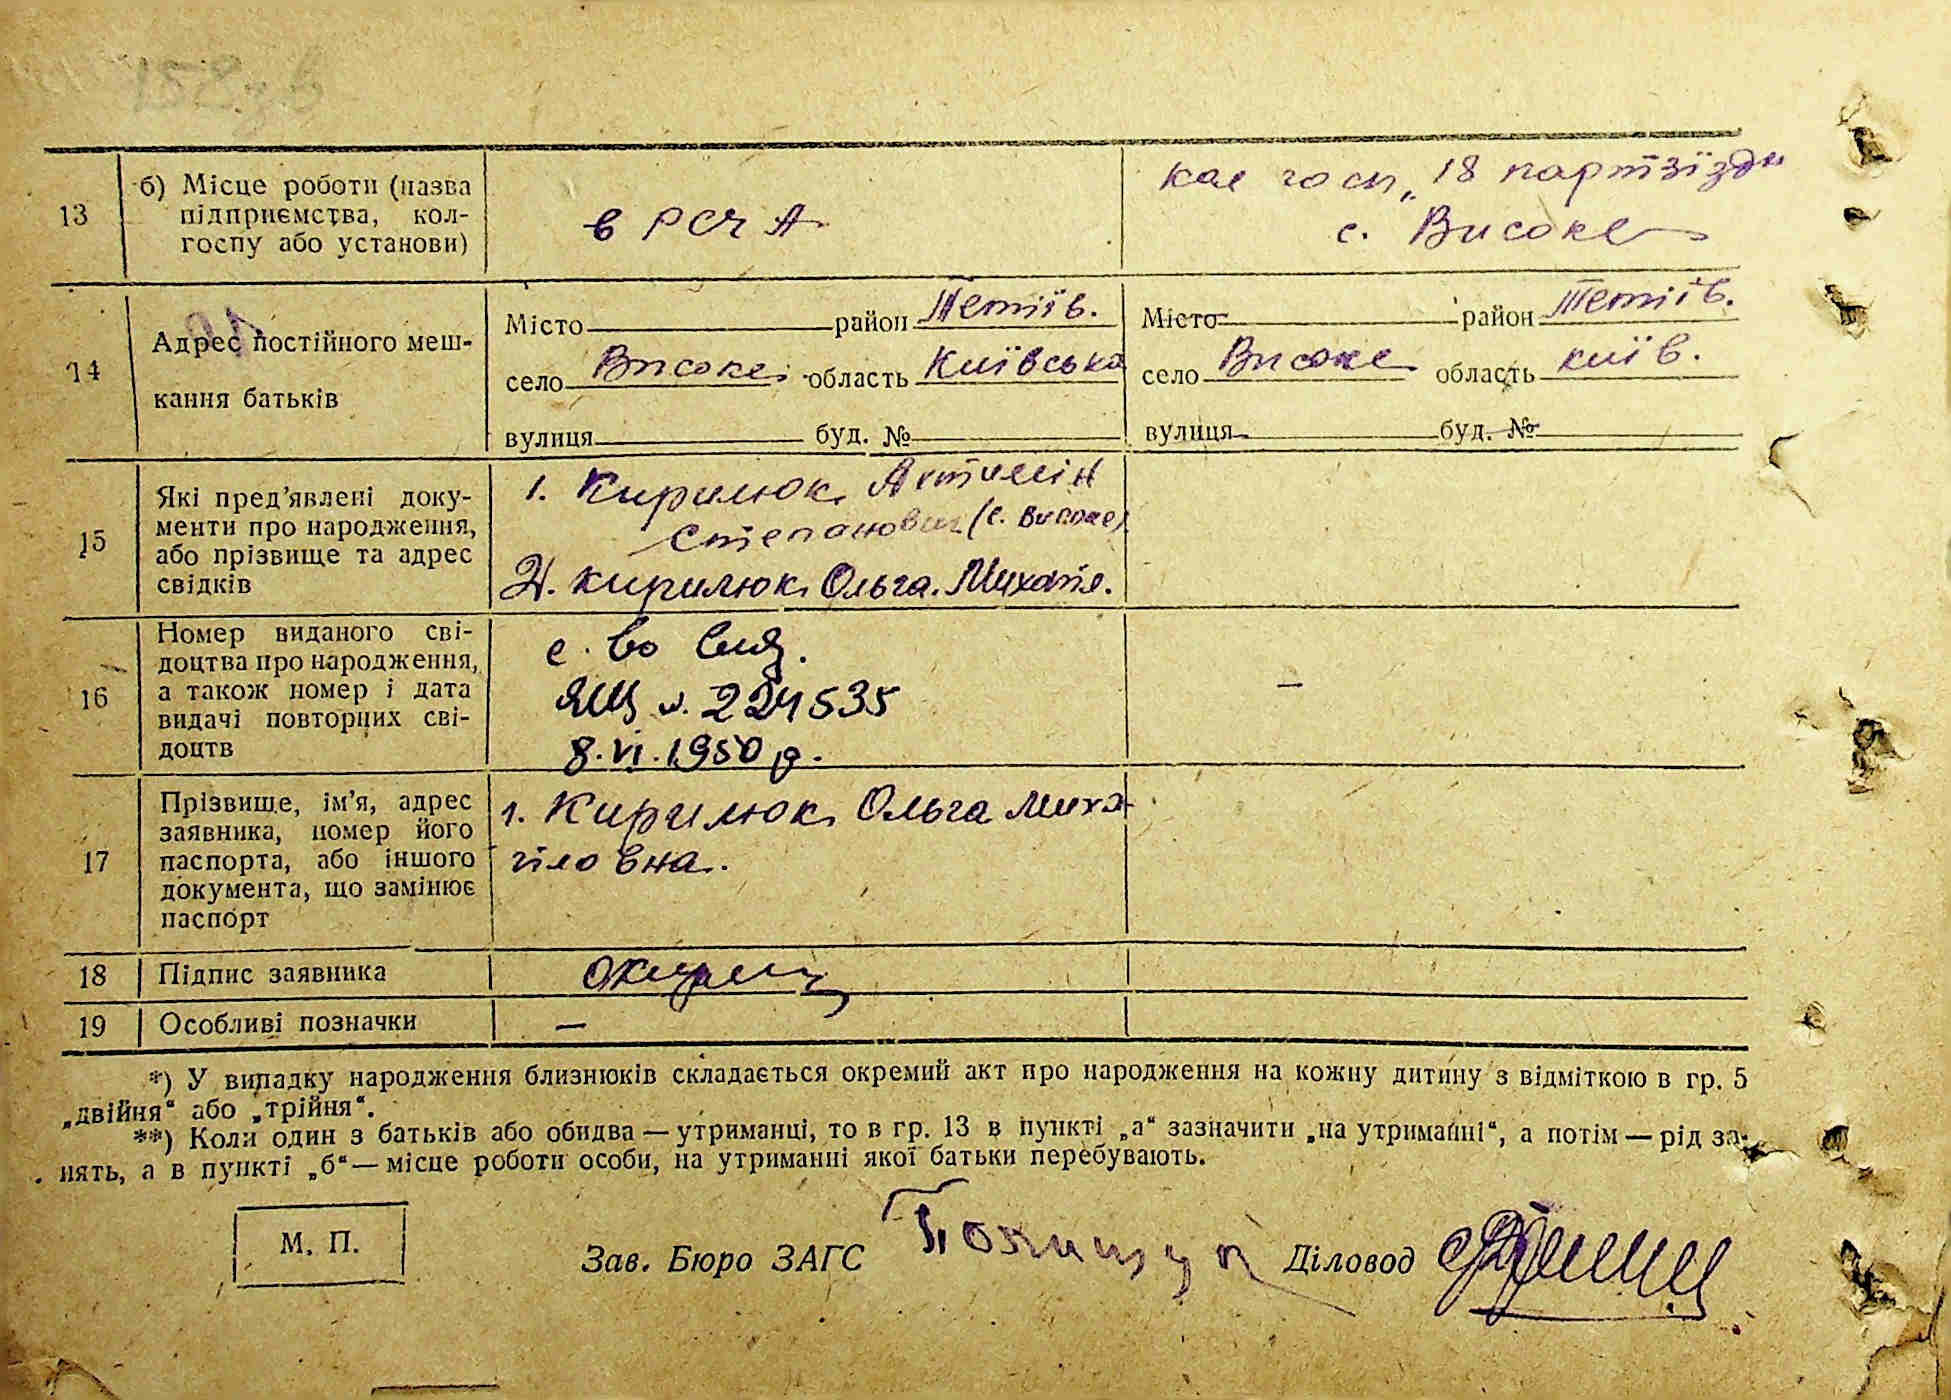 13
б) Місце роботи (назва
підприємства, кол-
госпу або установи)
в РСЧА
кол госп „18 партзїзду"
с. Високе
14
Адрес постійного меш-
кання батьків
Місто район Тетіїв.
село Високе область Київська
вулиця буд. №
Місто район Тетіїв.
село Високе область київ.
вулиця буд. №
15
Які пред'явлені доку-
менти про народження,
або прізвище та адрес
свідків
1. Кирилюк
Степанович (с. Високе)
2. Кирилюк Ольга
16
Номер виданого сві-
доцтва про народження,
а також номер і дата
видачі повторних сві-
доцтв
с. во
ЯЩ 224535
8.VI.1950 р.
17
Прізвище, ім'я, адрес
заявника, номер його
паспорта, або іншого
документа, що замінює
паспорт
1. Кирилюк Ольга Миха
йловна.
18 Підпис заявника
19 Особливі позначки —
*) У випадку народження близнюків складається окремий акт про народження на кожну дитину з відміткою в гр. 5
„двійня" або „трійня".
**) Коли один з батьків або обидва — утриманці, то в гр. 13 в пункті „а" зазначити „на утриманні", а потім — рід за-
нять, а в пункті „б" — місце роботи особи, на утриманні якої батьки перебувають.
М. П.
Зав. Бюро ЗАГС
Діловод